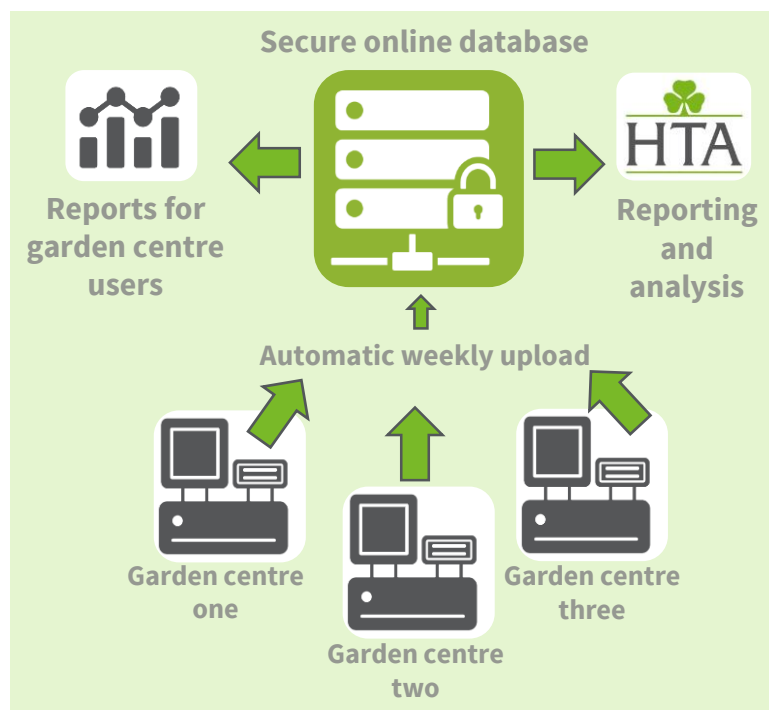 Secure online database
HTA
Reports for
garden centre
users
Reporting
and
analysis
Automatic weekly upload
Garden centre
one
Garden centre
two
Garden centre
three